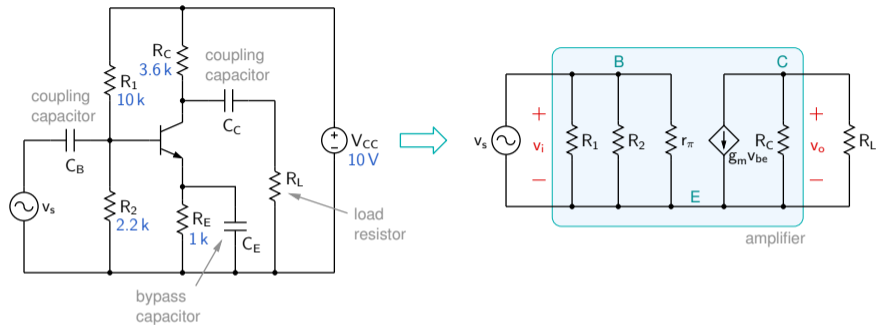 R_C
3.6 k
coupling
capacitor
R_1
10 k
coupling
capacitor
C_C
V_CC
10 V
C_B
R_L
R_2
2.2 k
v_s
R_E
1 k
C_E
load
resistor
bypass
capacitor
B
C
+
+
v_s
v_i
R_1
R_2
r_π
g_m v_be
R_C
v_o
R_L
−
−
E
amplifier